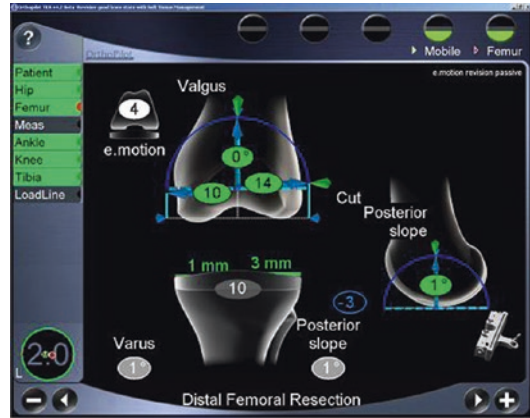 ?
OrthoPilot
Mobile
Femur
e.motion revision passive
Patient
Hip
Femur
Meas
Ankle
Knee
Tibia
LoadLine
4
e.motion
Valgus
0°
10
14
Cut
Posterior
slope
1°
1 mm
3 mm
10
-3
Varus
1°
Posterior
slope
1°
2.0
L
Distal Femoral Resection